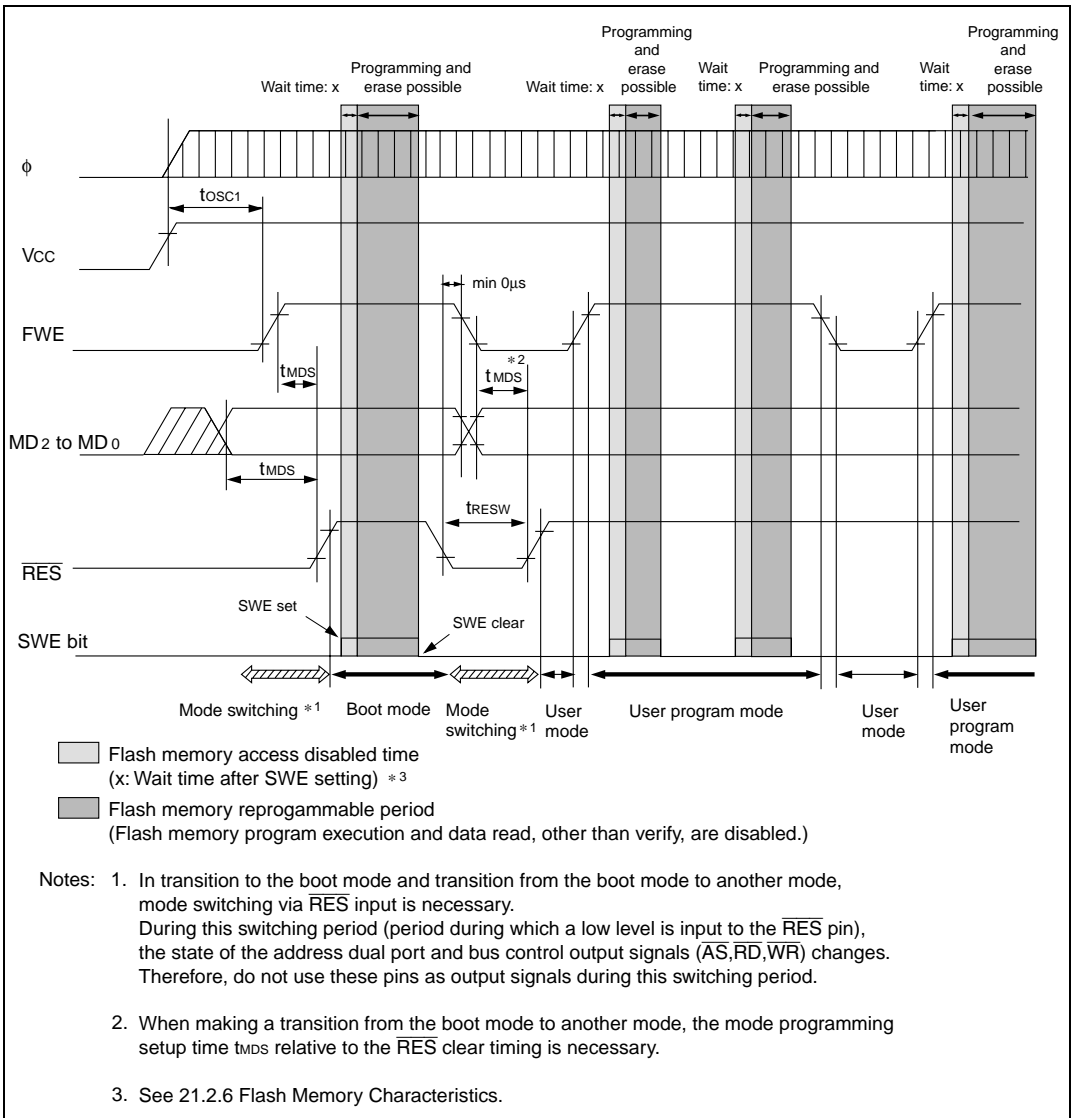 Programming
and
erase
possible
Programming
and
erase
possible
Wait time: x
Programming and
erase possible
Wait time: x
Wait
time: x
Programming and
erase possible
Wait
time: x
ϕ
tOSC1
VCC
min 0μs
FWE
tMDS
*2
tMDS
MD2 to MD0
tMDS
tRESW
RES
SWE set
SWE clear
SWE bit
Mode switching *1
Boot mode
Mode
switching *1
User
mode
User program mode
User
mode
User
program
mode
Flash memory access disabled time
(x: Wait time after SWE setting) *3
Flash memory reprogammable period
(Flash memory program execution and data read, other than verify, are disabled.)
Notes: 1. In transition to the boot mode and transition from the boot mode to another mode,
mode switching via RES input is necessary.
During this switching period (period during which a low level is input to the RES pin),
the state of the address dual port and bus control output signals (AS,RD,WR) changes.
Therefore, do not use these pins as output signals during this switching period.
2. When making a transition from the boot mode to another mode, the mode programming
setup time tMDS relative to the RES clear timing is necessary.
3. See 21.2.6 Flash Memory Characteristics.